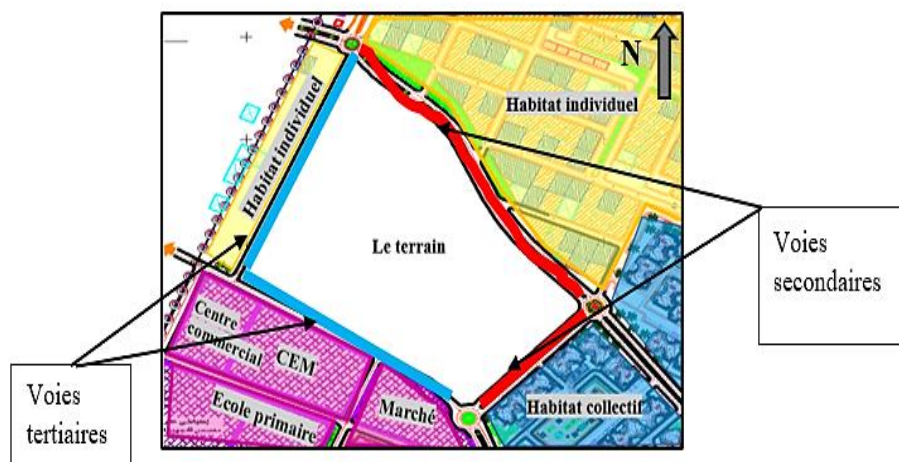 N
Habitat individuel
Habitat individuel
Le terrain
Voies
secondaires
Centre
commercial
CEM
Ecole primaire
Marché
Habitat collectif
Voies
tertiaires